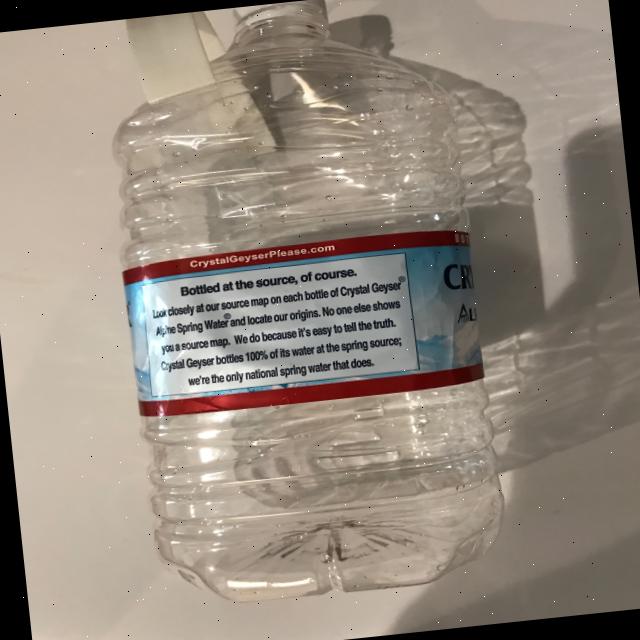 CrystalGeyserPlease.com
Bottled at the source, of course.
Look closely at our source map on each bottle of Crystal Geyser®
Alpine Spring Water® and locate our origins. No one else shows
you a source map. We do because it's easy to tell the truth.
Crystal Geyser bottles 100% of its water at the spring source;
we're the only national spring water that does.
CRY